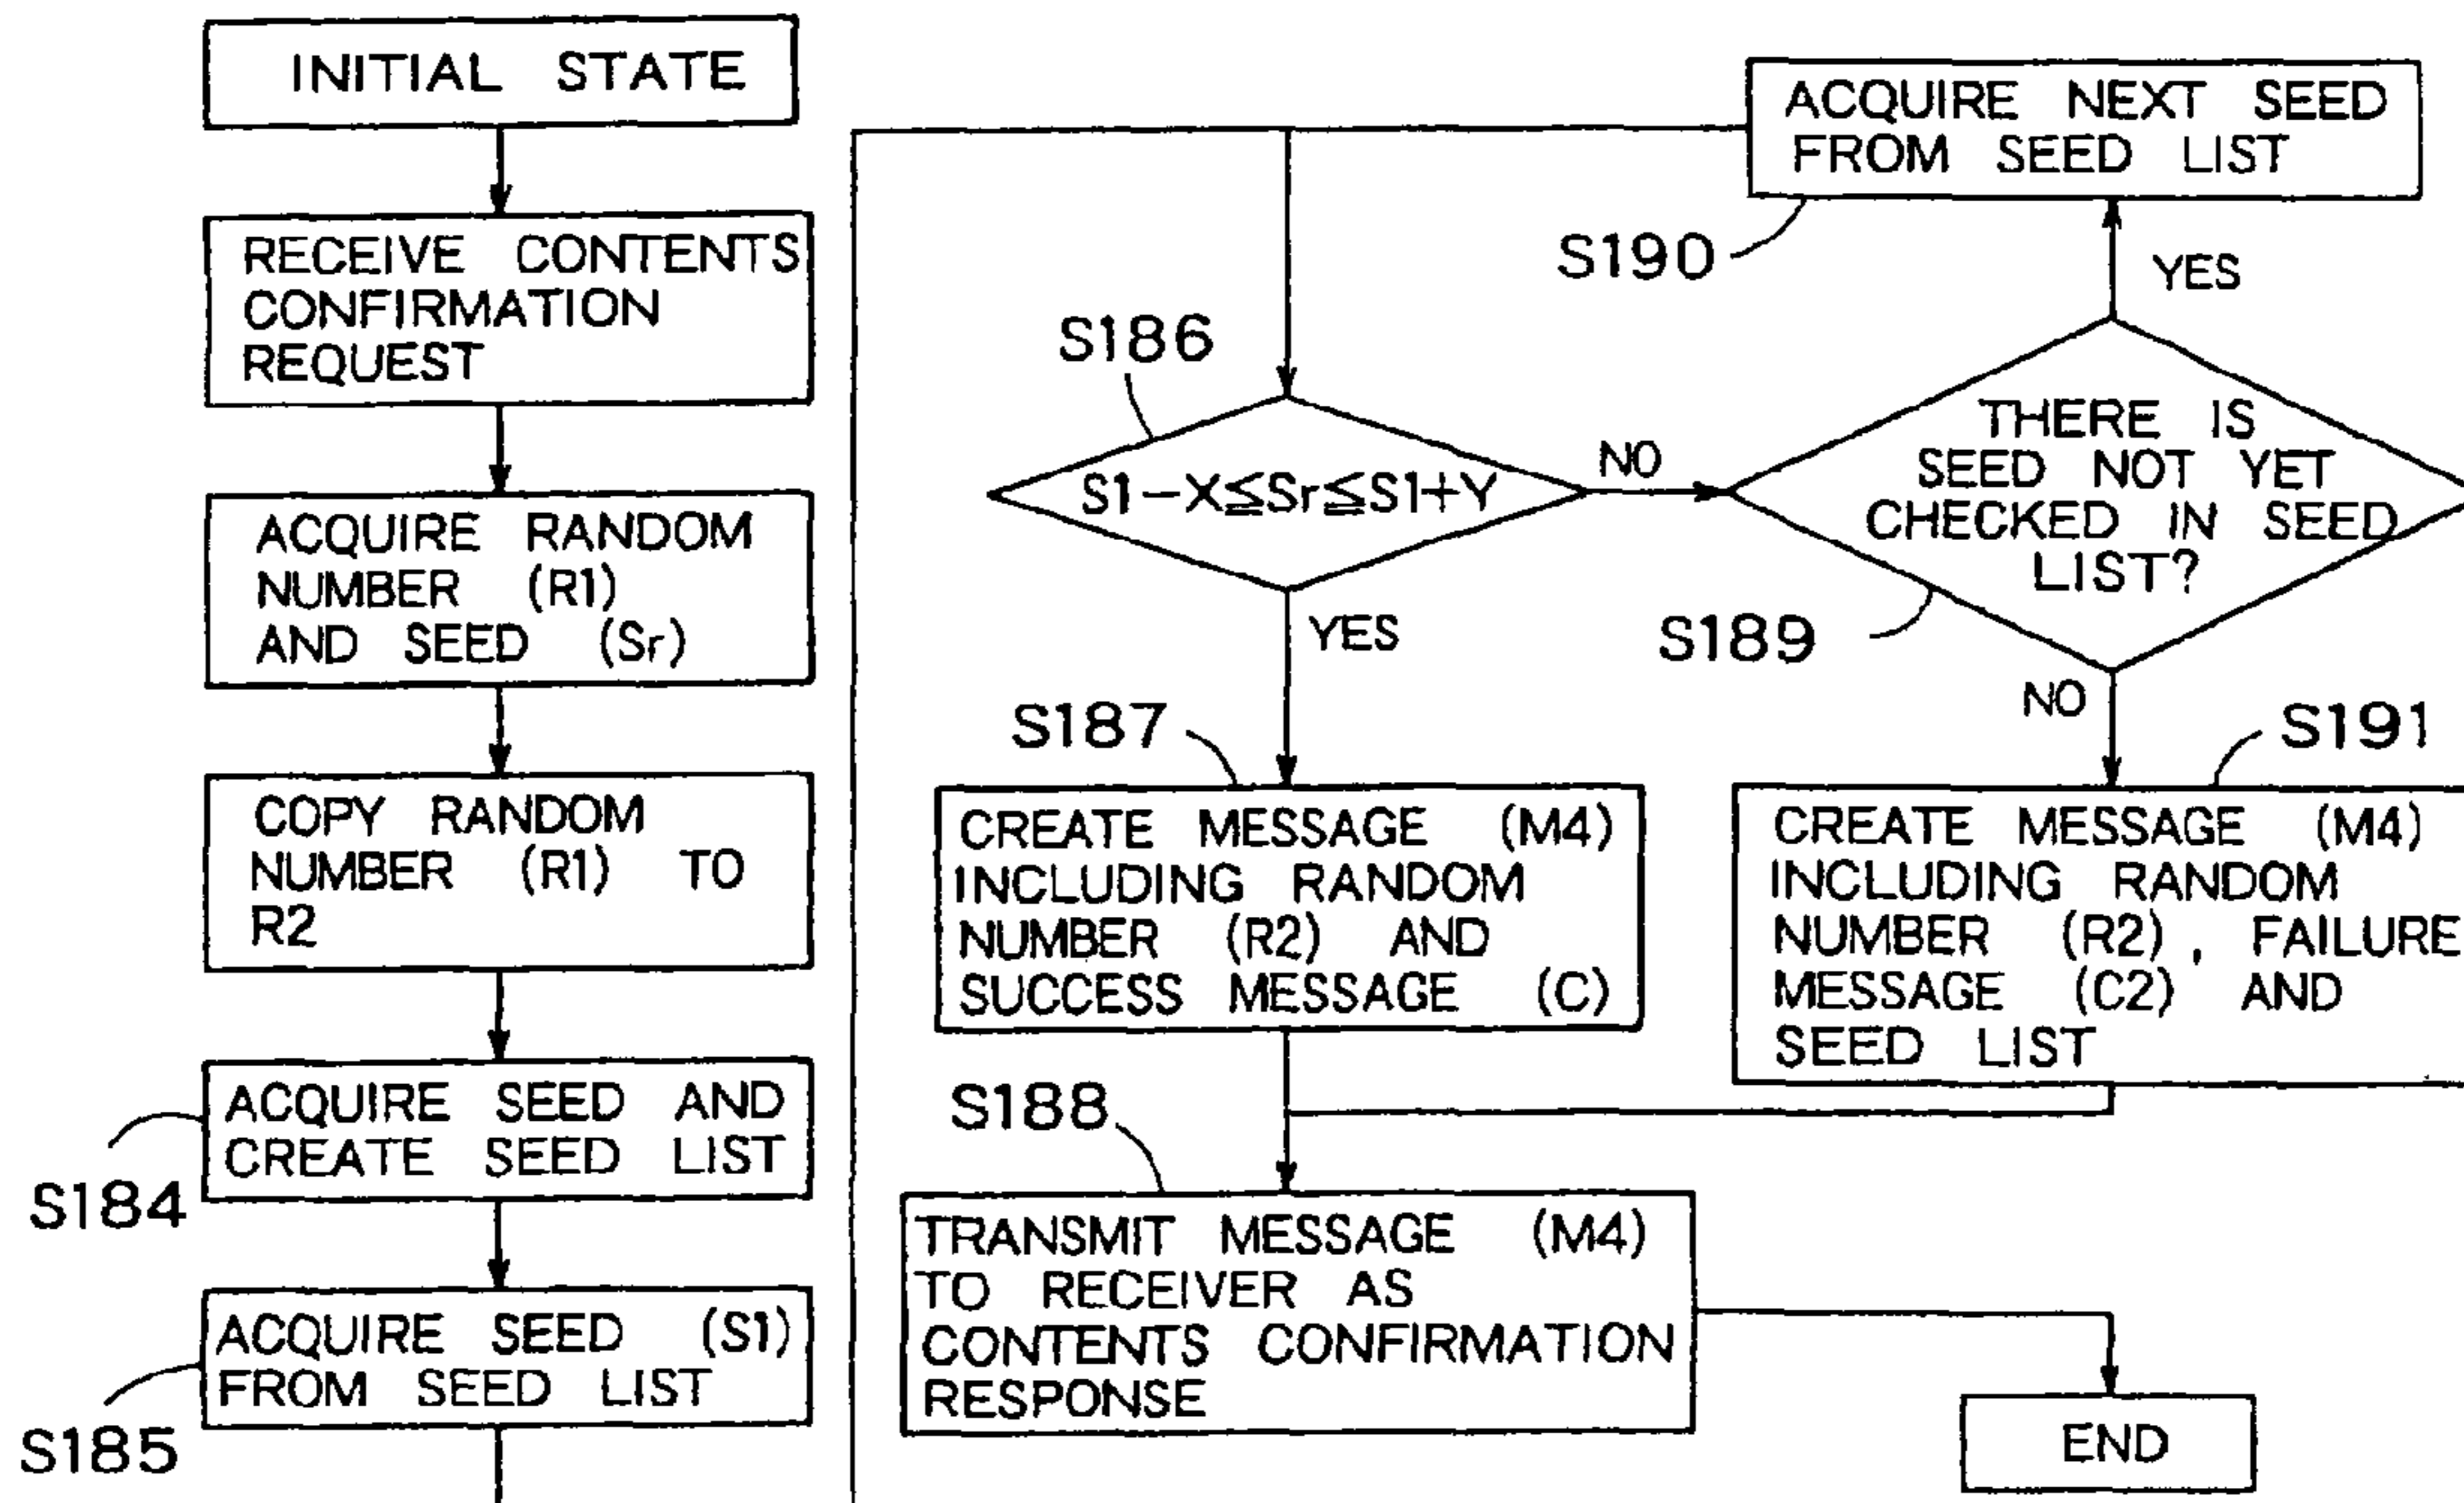 INITIAL STATE
RECEIVE CONTENTS
CONFIRMATION
REQUEST
ACQUIRE RANDOM
NUMBER (R1)
AND SEED (Sr)
COPY RANDOM
NUMBER (R1) TO
R2
ACQUIRE SEED AND
CREATE SEED LIST
S184
ACQUIRE SEED (S1)
FROM SEED LIST
S185
S186
S1-X≦Sr≦S1+Y
NO
YES
S187
CREATE MESSAGE (M4)
INCLUDING RANDOM
NUMBER (R2) AND
SUCCESS MESSAGE (C)
S188
TRANSMIT MESSAGE (M4)
TO RECEIVER AS
CONTENTS CONFIRMATION
RESPONSE
ACQUIRE NEXT SEED
FROM SEED LIST
S190
YES
THERE IS
SEED NOT YET
CHECKED IN SEED
LIST?
S189
NO
S191
CREATE MESSAGE (M4)
INCLUDING RANDOM
NUMBER (R2), FAILURE
MESSAGE (C2) AND
SEED LIST
END